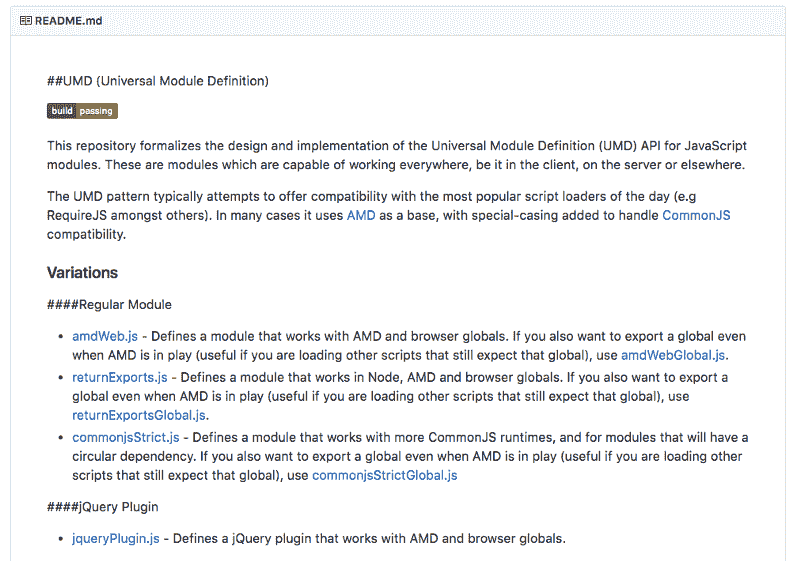 README.md
##UMD (Universal Module Definition)
build passing
This repository formalizes the design and implementation of the Universal Module Definition (UMD) API for JavaScript
modules. These are modules which are capable of working everywhere, be it in the client, on the server or elsewhere.
The UMD pattern typically attempts to offer compatibility with the most popular script loaders of the day (e.g
RequireJS amongst others). In many cases it uses AMD as a base, with special-casing added to handle CommonJS
compatibility.
Variations
####Regular Module
• amdWeb.js - Defines a module that works with AMD and browser globals. If you also want to export a global even
when AMD is in play (useful if you are loading other scripts that still expect that global), use amdWebGlobal.js.
• returnExports.js - Defines a module that works in Node, AMD and browser globals. If you also want to export a
global even when AMD is in play (useful if you are loading other scripts that still expect that global), use
returnExportsGlobal.js.
• commonjsStrict.js - Defines a module that works with more CommonJS runtimes, and for modules that will have a
circular dependency. If you also want to export a global even when AMD is in play (useful if you are loading other
scripts that still expect that global), use commonjsStrictGlobal.js
####jQuery Plugin
• jqueryPlugin.js - Defines a jQuery plugin that works with AMD and browser globals.